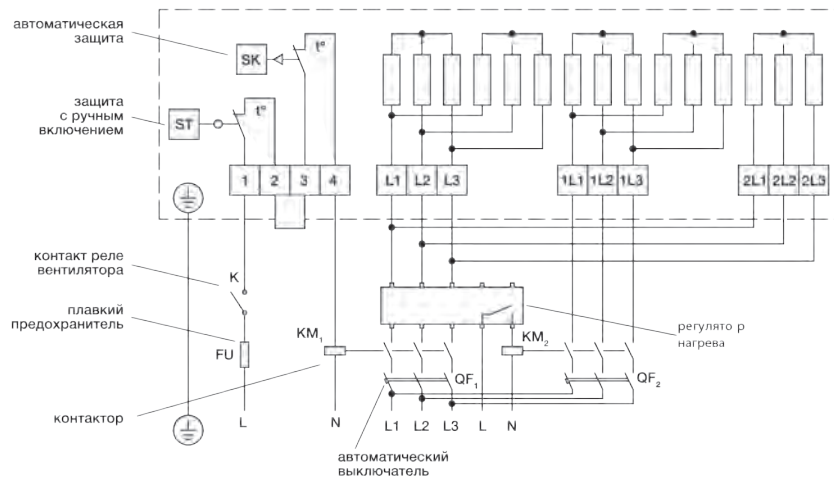 автоматическая
защита
SK
t°
защита
с ручным
включением
ST
t°
1 2 3 4
L1 L2 L3
1L1 1L2 1L3
2L1 2L2 2L3
контакт реле
вентилятора
K
плавкий
предохранитель
FU
KM1
KM2
регулято р
нагрева
QF1
QF2
контактор
L
N
L1 L2 L3 L N
автоматический
выключатель